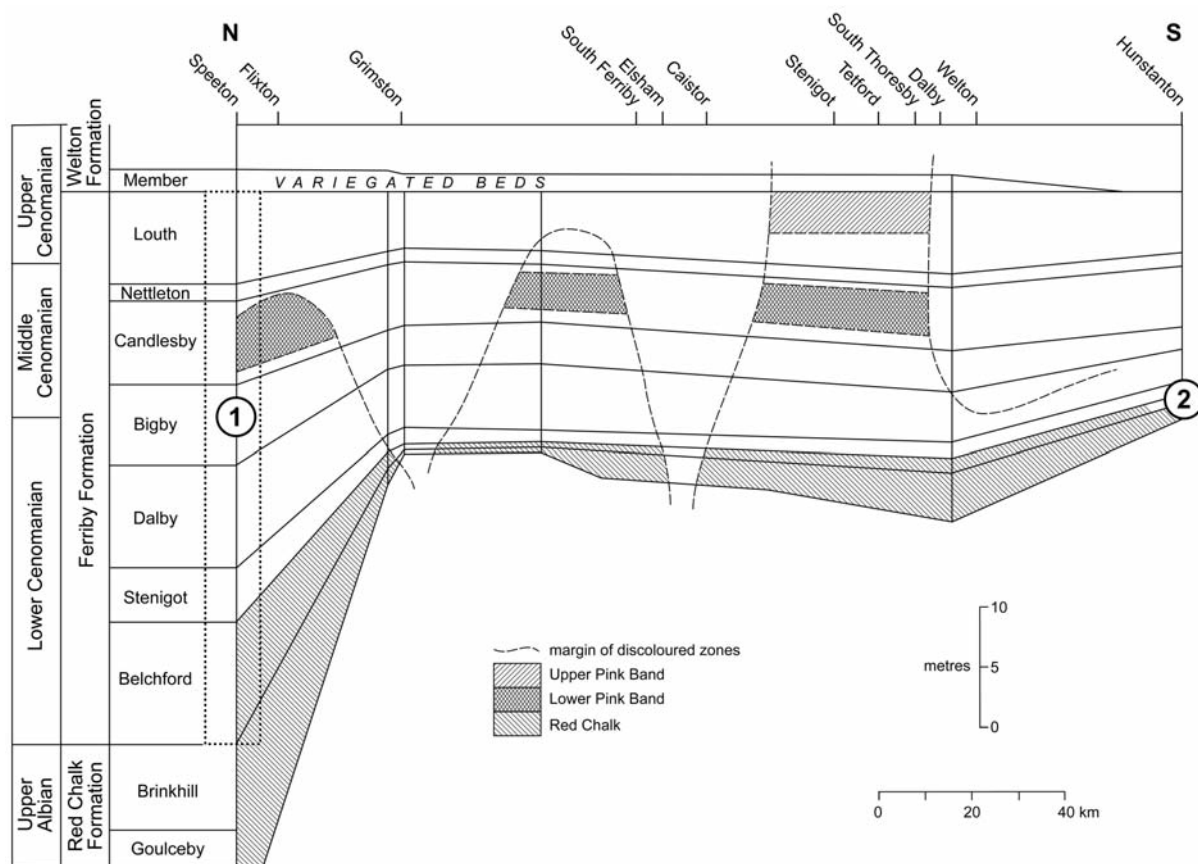 N
S
Speeton
Flixton
Grimston
South Ferriby
Elsham
Caistor
Stenigot
Tetford
South Thoresby
Dalby
Welton
Hunstanton
Upper
Cenomanian
Middle
Cenomanian
Lower Cenomanian
Upper
Albian
Welton
Formation
Ferriby Formation
Red Chalk
Formation
Member
VARIEGATED BEDS
Louth
Nettleton
Candlesby
Bigby
Dalby
Stenigot
Belchford
Brinkhill
Goulceby
1
2
margin of discoloured zones
Upper Pink Band
Lower Pink Band
Red Chalk
metres
10
5
0
0 20 40 km